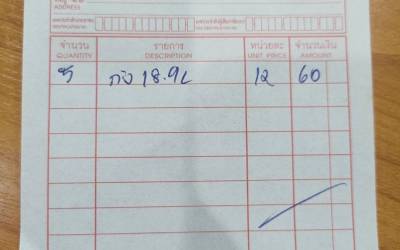 ADDRESS
จำนวน รายการ หน่วยละ จำนวนเงิน
QUANTITY DESCRIPTION UNIT PRICE AMOUNT
5 ถัง 18.9L 12 60